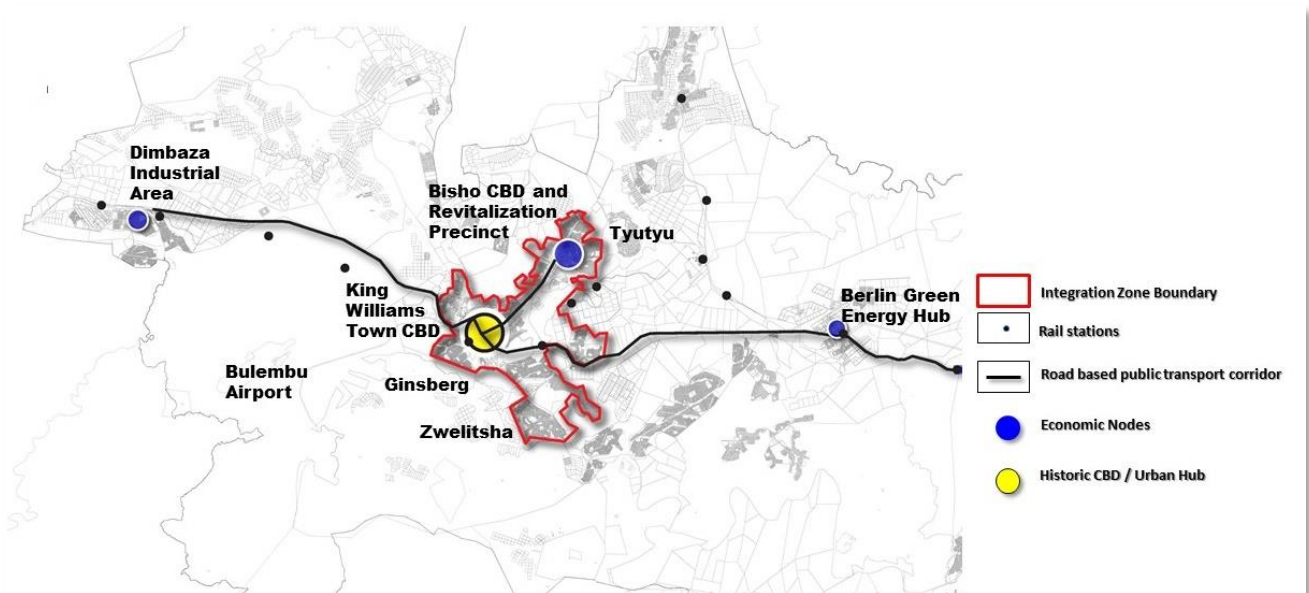 Dimbaza
Industrial
Area
Bisho CBD and
Revitalization
Precinct
Tyutyu
King
Williams
Town CBD
Berlin Green
Energy Hub
Bulembu
Airport
Ginsberg
Zwelitsha
Integration Zone Boundary
Rail stations
Road based public transport corridor
Economic Nodes
Historic CBD / Urban Hub